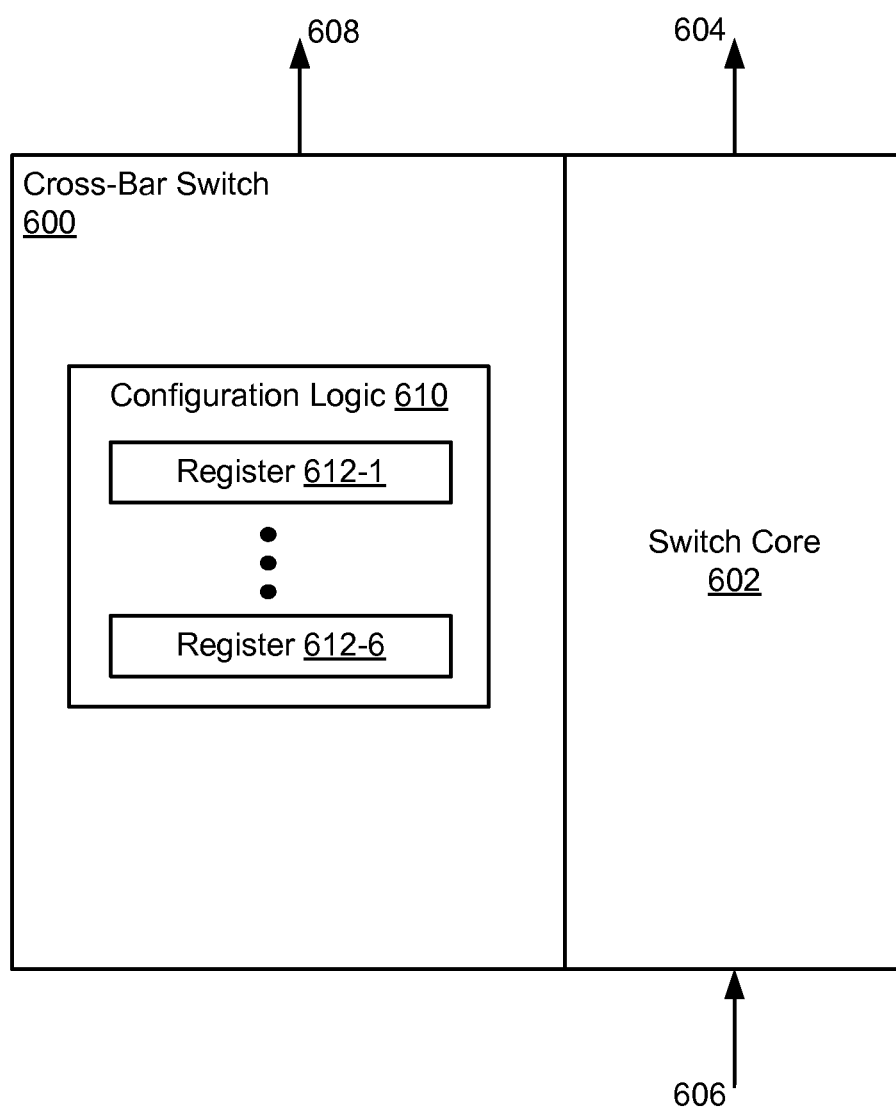 608
604
Cross-Bar Switch
600
Configuration Logic 610
Register 612-1
Register 612-6
Switch Core
602
606